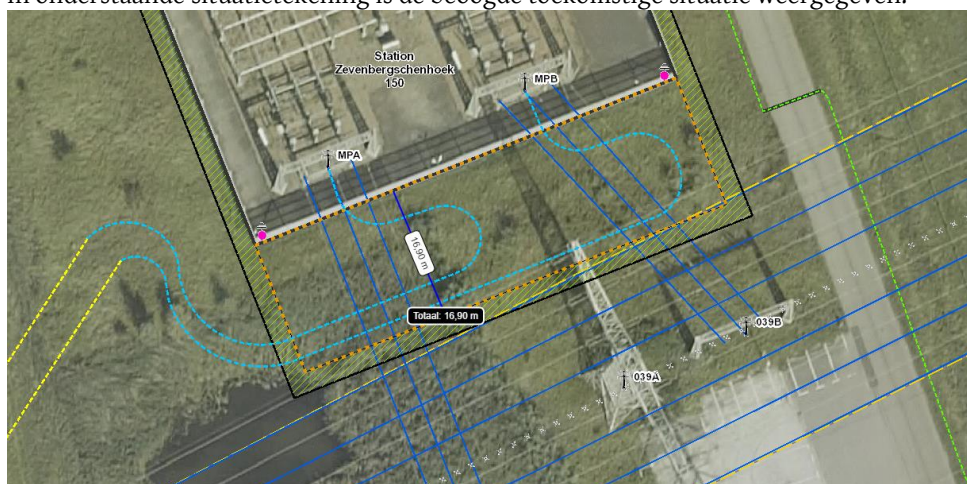 in onderstaande situatietekening is de beoogde toekomstige situatie weergegeven.
Station
Zevenbergschenhoek
150
MPB
MPA
16,90 m
Totaal: 16,90 m
039B
039A